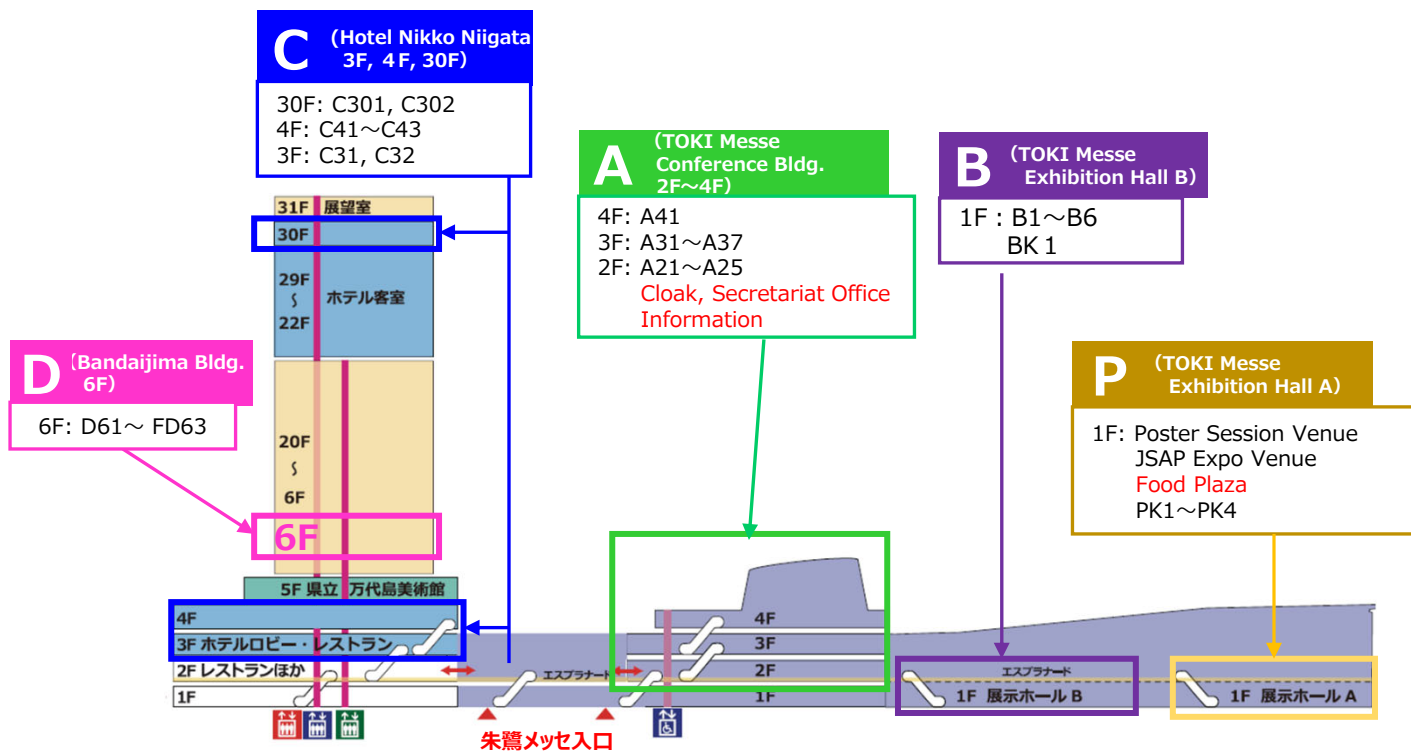 C (Hotel Nikko Niigata
3F, 4F, 30F)
30F: C301, C302
4F: C41～C43
3F: C31, C32
A (TOKI Messe
Conference Bldg.
2F～4F)
4F: A41
3F: A31～A37
2F: A21～A25
Cloak, Secretariat Office
Information
B (TOKI Messe
Exhibition Hall B)
1F : B1～B6
BK 1
P (TOKI Messe
Exhibition Hall A)
1F: Poster Session Venue
JSAP Expo Venue
Food Plaza
PK1～PK4
D (Bandaijima Bldg.
6F)
6F: D61～ FD63
31F 展望室
30F
29F
～
22F
ホテル客室
20F
～
6F
6F
5F 県立 万代島美術館
4F
3F ホテルロビー・レストラン
2F レストランほか
1F
エスプラナード
4F
3F
2F
1F
エスプラナード
1F 展示ホール B
1F 展示ホール A
朱鷺メッセ入口